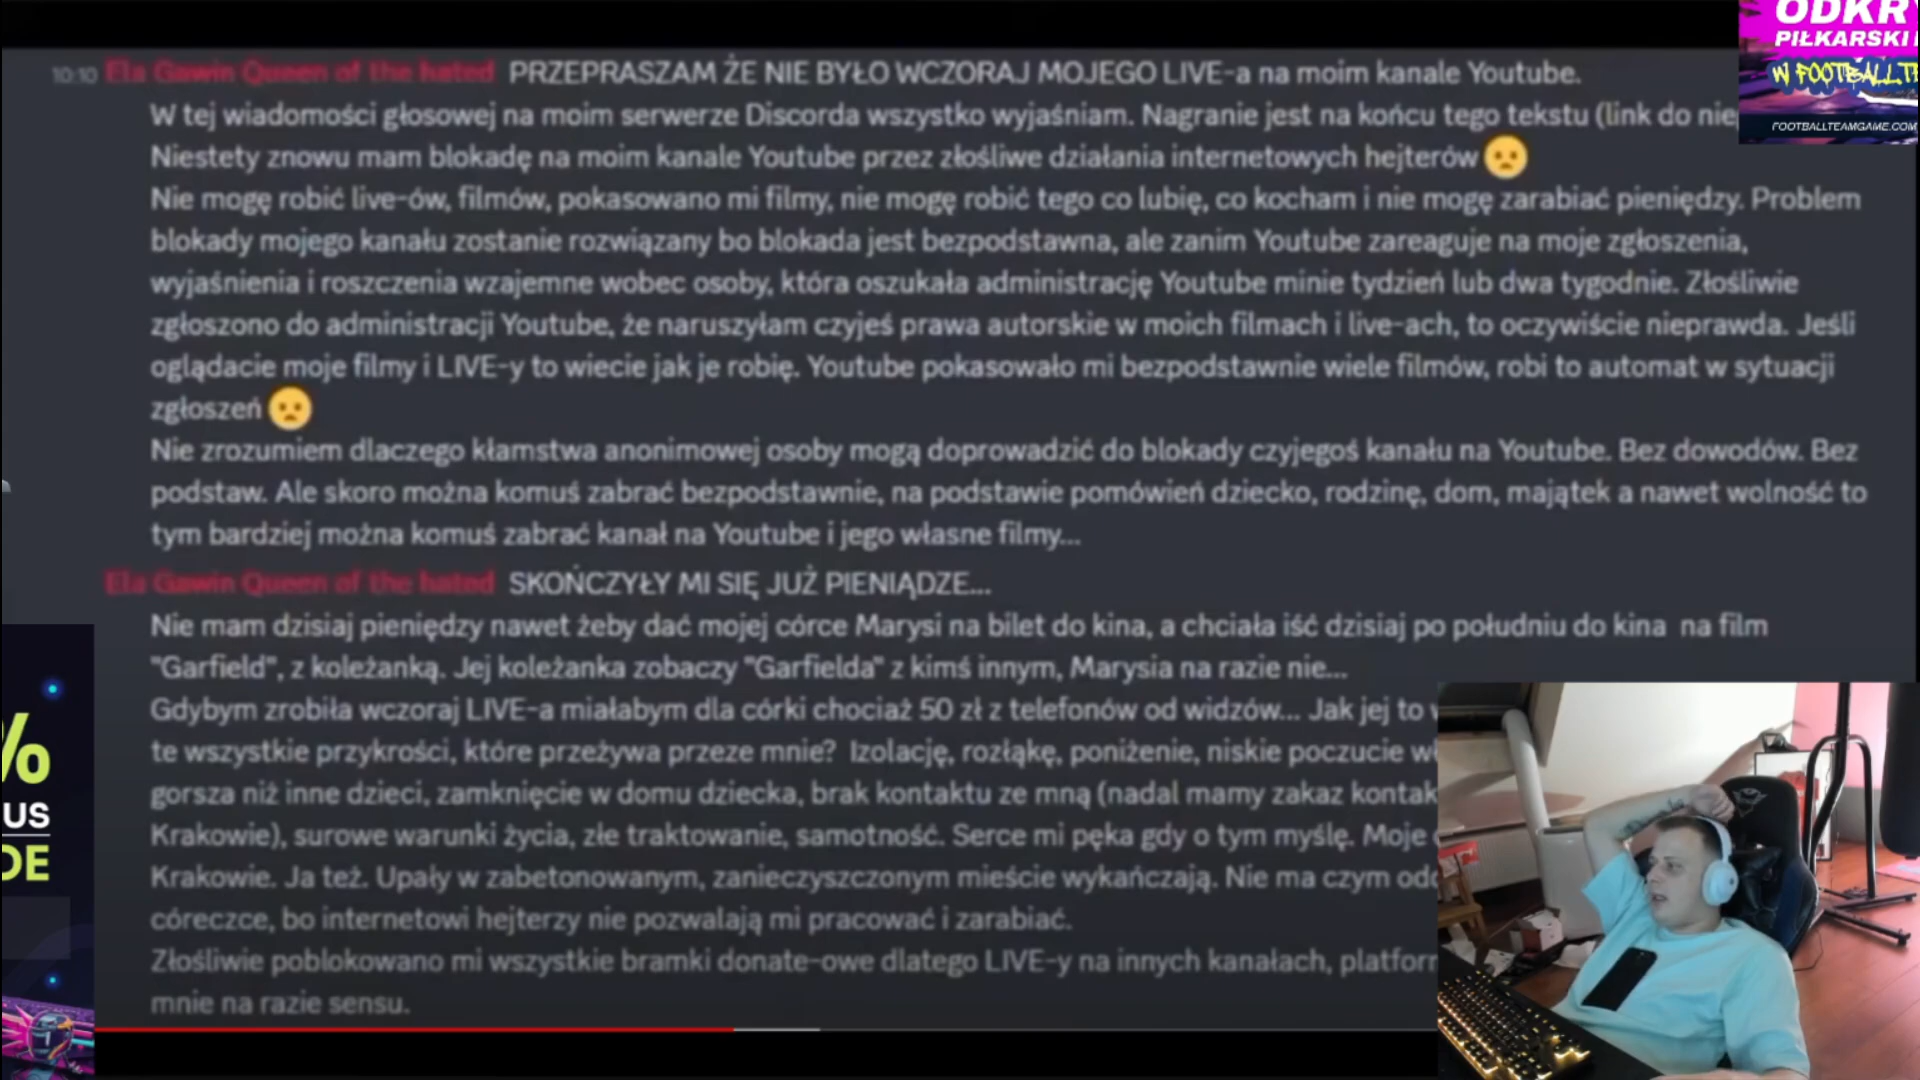 ODKR
PIŁKARSKI
W FOOTBALLT
FOOTBALLTEAMGAME.COM
10:10 Ela Gawin Queen of the hated PRZEPRASZAM ŻE NIE BYŁO WCZORAJ MOJEGO LIVE-a na moim kanale Youtube.
W tej wiadomości głosowej na moim serwerze Discorda wszystko wyjaśniam. Nagranie jest na końcu tego tekstu (link do nie
Niestety znowu mam blokadę na moim kanale Youtube przez złośliwe działania internetowych hejterów
Nie mogę robić live-ów, filmów, pokasowano mi filmy, nie mogę robić tego co lubię, co kocham i nie mogę zarabiać pieniędzy. Problem
blokady mojego kanału zostanie rozwiązany bo blokada jest bezpodstawna, ale zanim Youtube zareaguje na moje zgłoszenia,
wyjaśnienia i roszczenia wzajemne wobec osoby, która oszukała administrację Youtube minie tydzień lub dwa tygodnie. Złośliwie
zgłoszono do administracji Youtube, że naruszyłam czyjeś prawa autorskie w moich filmach i live-ach, to oczywiście nieprawda. Jeśli
oglądacie moje filmy i LIVE-y to wiecie jak je robię. Youtube pokasowało mi bezpodstawnie wiele filmów, robi to automat w sytuacji
zgłoszeń
Nie zrozumiem dlaczego kłamstwa anonimowej osoby mogą doprowadzić do blokady czyjegoś kanału na Youtube. Bez dowodów. Bez
podstaw. Ale skoro można komuś zabrać bezpodstawnie, na podstawie pomówień dziecko, rodzinę, dom, majątek a nawet wolność to
tym bardziej można komuś zabrać kanał na Youtube i jego własne filmy...
Ela Gawin Queen of the hated SKOŃCZYŁY MI SIĘ JUŻ PIENIĄDZE...
Nie mam dzisiaj pieniędzy nawet żeby dać mojej córce Marysi na bilet do kina, a chciała iść dzisiaj po południu do kina na film
"Garfield", z koleżanką. Jej koleżanka zobaczy "Garfielda" z kimś innym, Marysia na razie nie...
Gdybym zrobiła wczoraj LIVE-a miałabym dla córki chociaż 50 zł z telefonów od widzów... Jak jej to
te wszystkie przykrości, które przeżywa przeze mnie? Izolację, rozłąkę, poniżenie, niskie poczucie
gorsza niż inne dzieci, zamknięcie w domu dziecka, brak kontaktu ze mną (nadal mamy zakaz kontak
Krakowie), surowe warunki życia, złe traktowanie, samotność. Serce mi pęka gdy o tym myślę. Moje
Krakowie. Ja też. Upały w zabetonowanym, zanieczyszczonym mieście wykańczają. Nie ma czym odd
córeczce, bo internetowi hejterzy nie pozwalają mi pracować i zarabiać.
Złośliwie poblokowano mi wszystkie bramki donate-owe dlatego LIVE-y na innych kanałach, platform
mnie na razie sensu.
%
US
DE